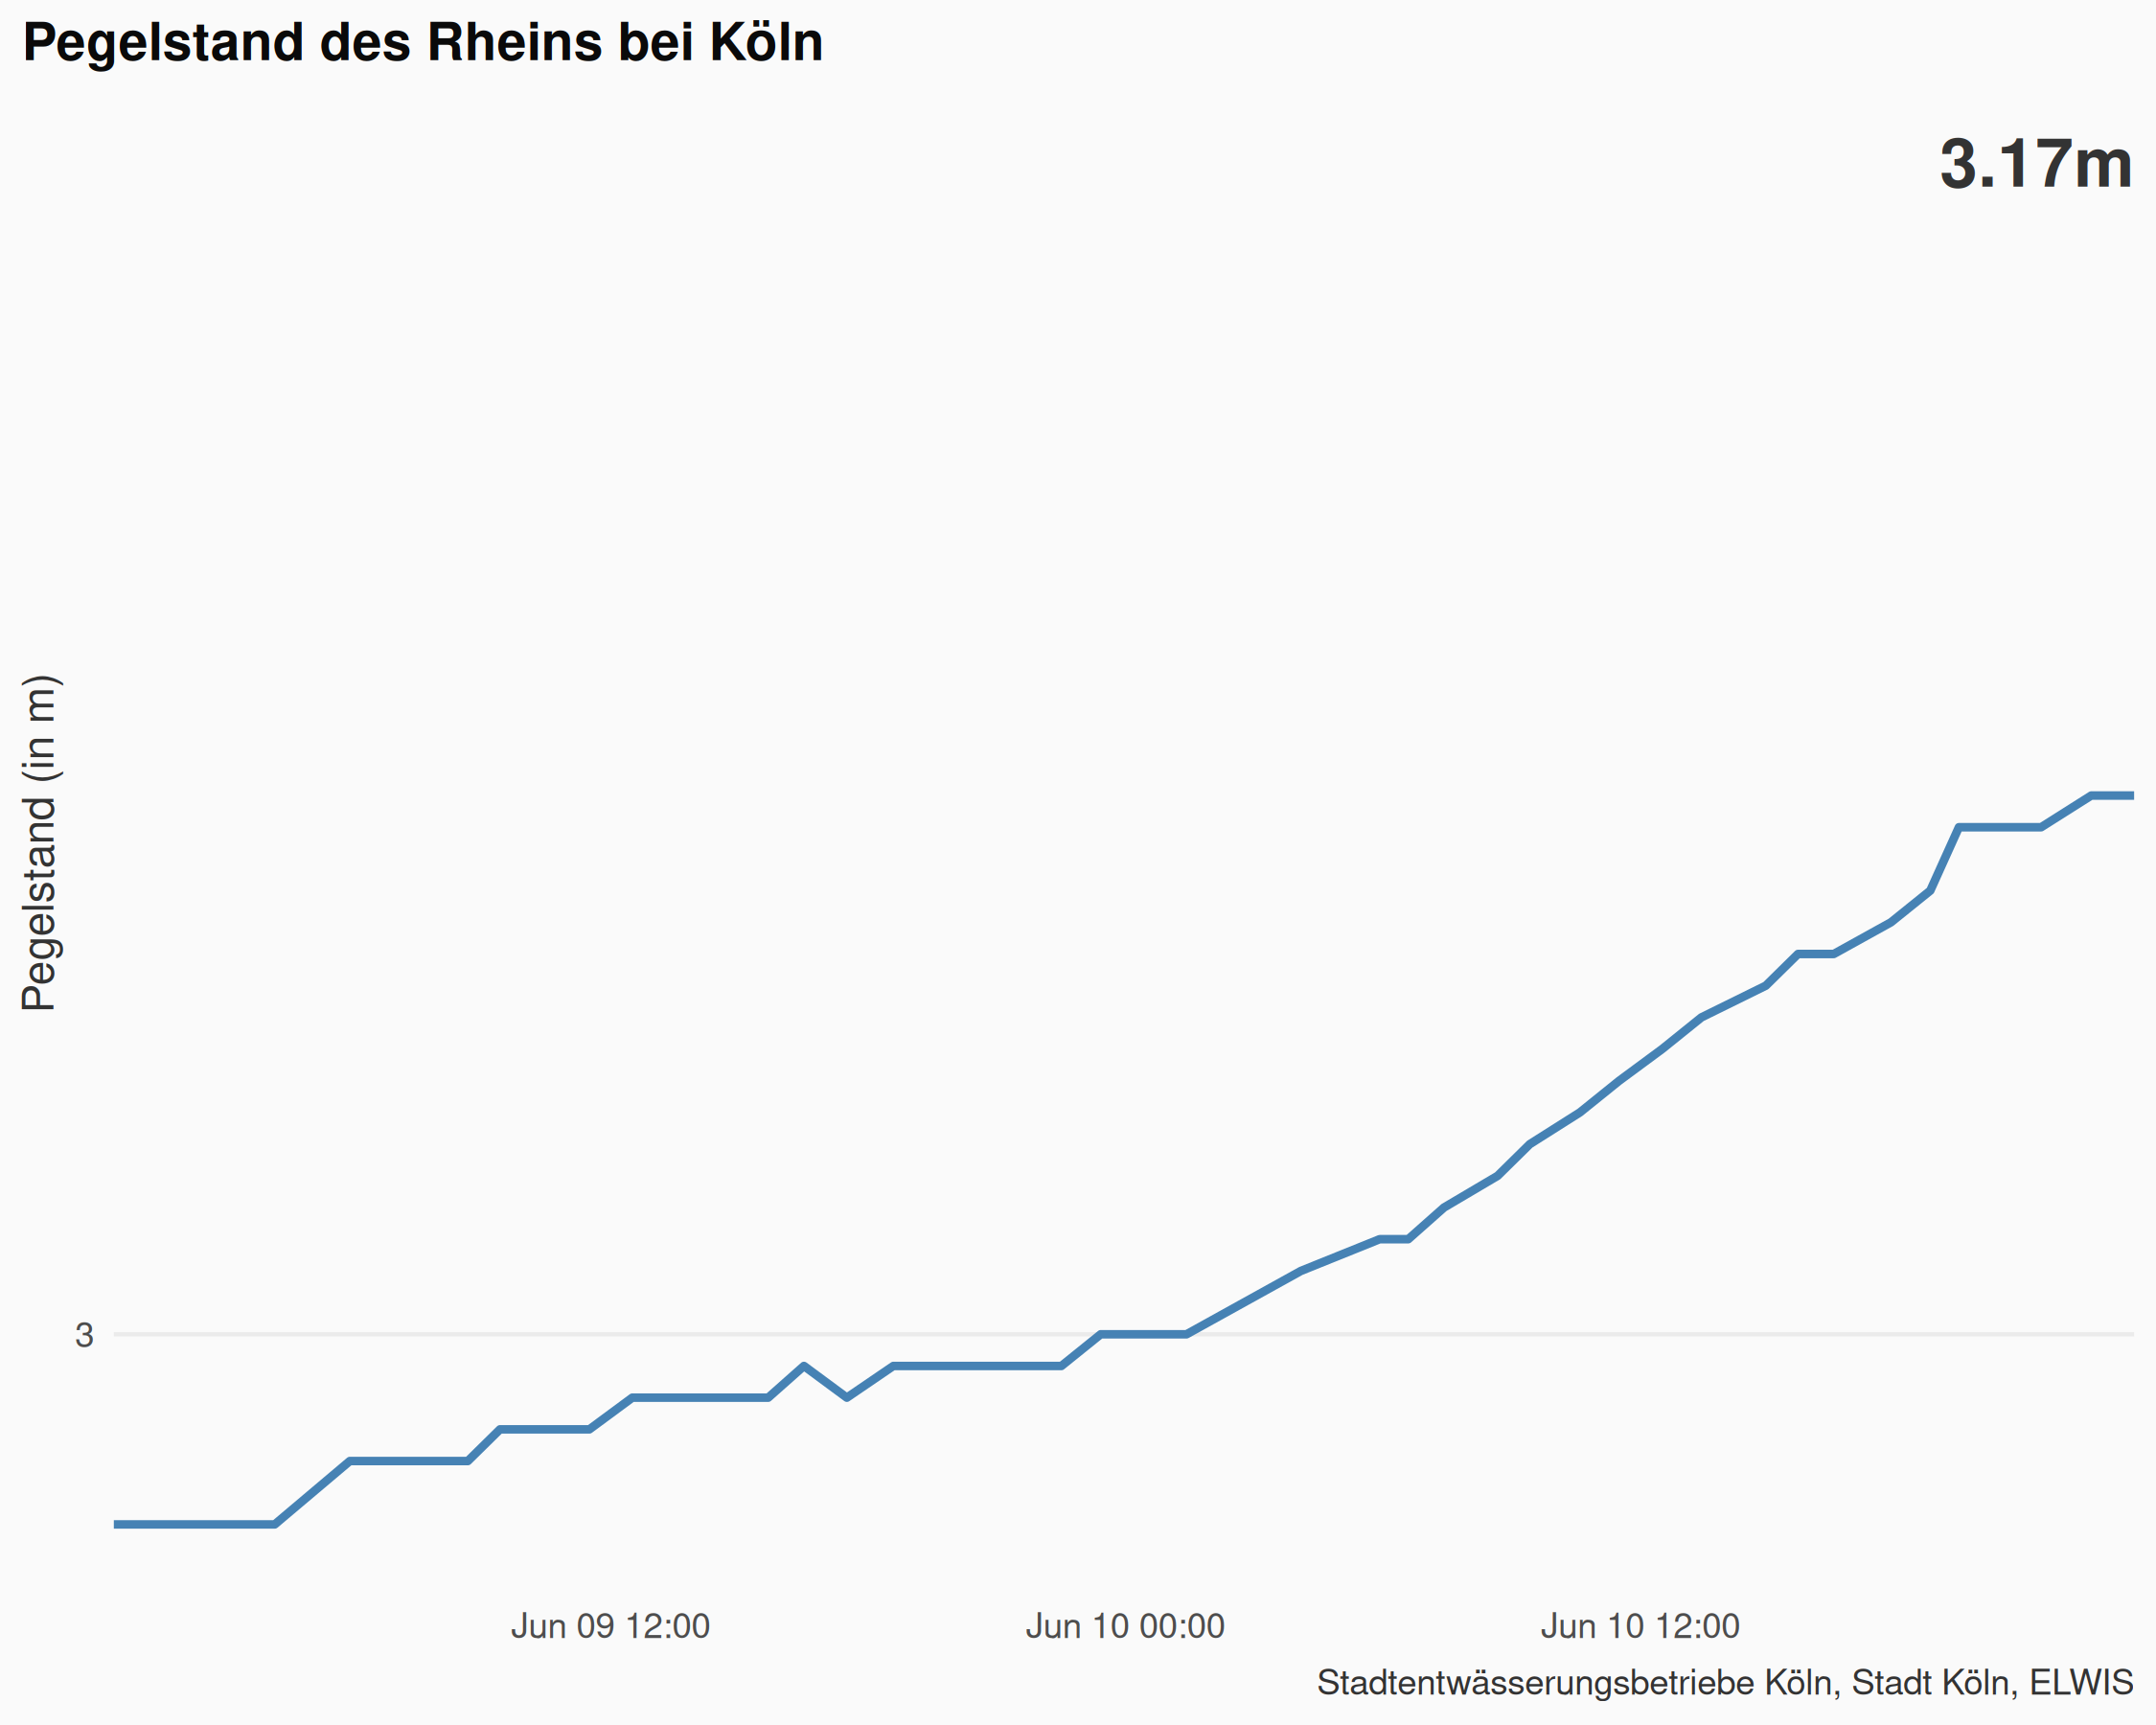 Pegelstand des Rheins bei Köln
3.17m
Pegelstand (in m)
3
Jun 09 12:00
Jun 10 00:00
Jun 10 12:00
Stadtentwässerungsbetriebe Köln, Stadt Köln, ELWIS